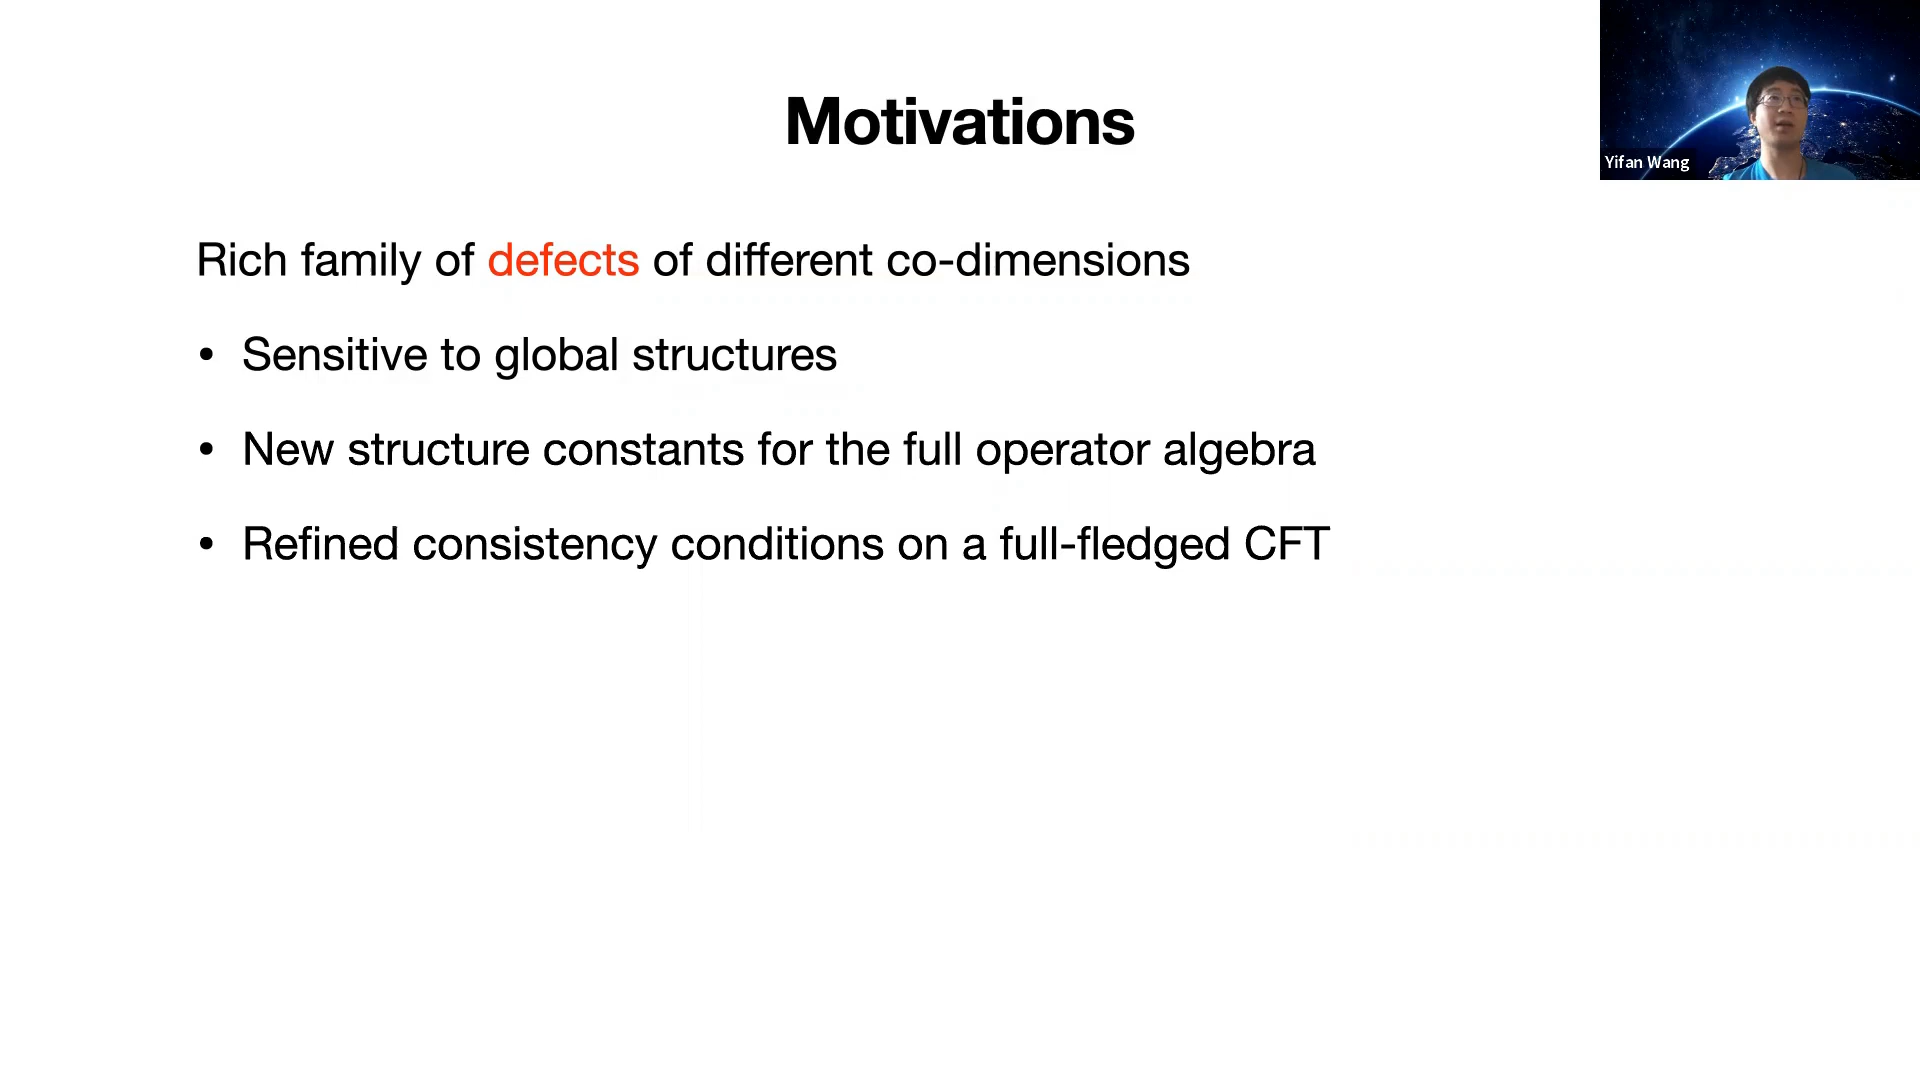 Motivations
Yifan Wang
Rich family of defects of different co-dimensions
• Sensitive to global structures
• New structure constants for the full operator algebra
• Refined consistency conditions on a full-fledged CFT